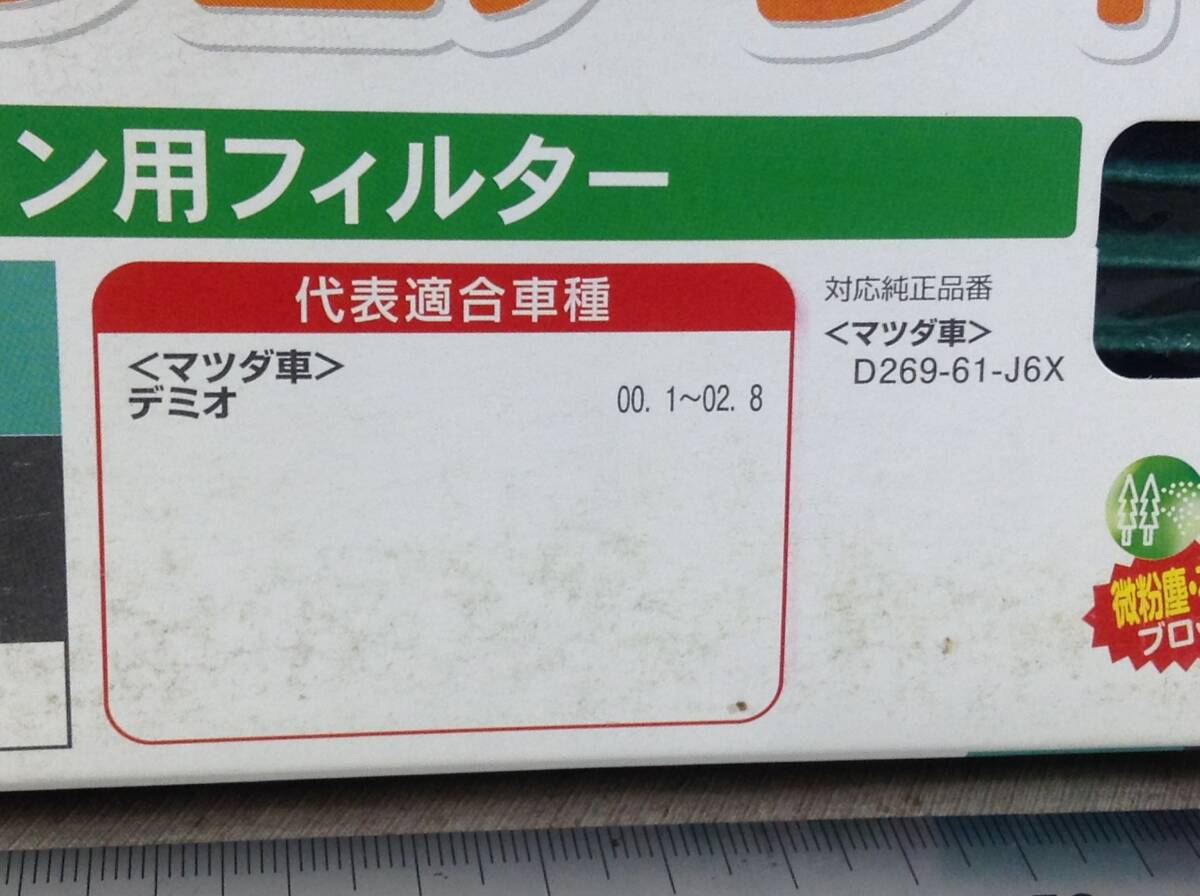 ン用フィルター
代表適合車種
<マツダ車>
デミオ 00. 1〜02. 8
対応純正品番
<マツダ車>
D269-61-J6X
微粉塵・
ブロッ